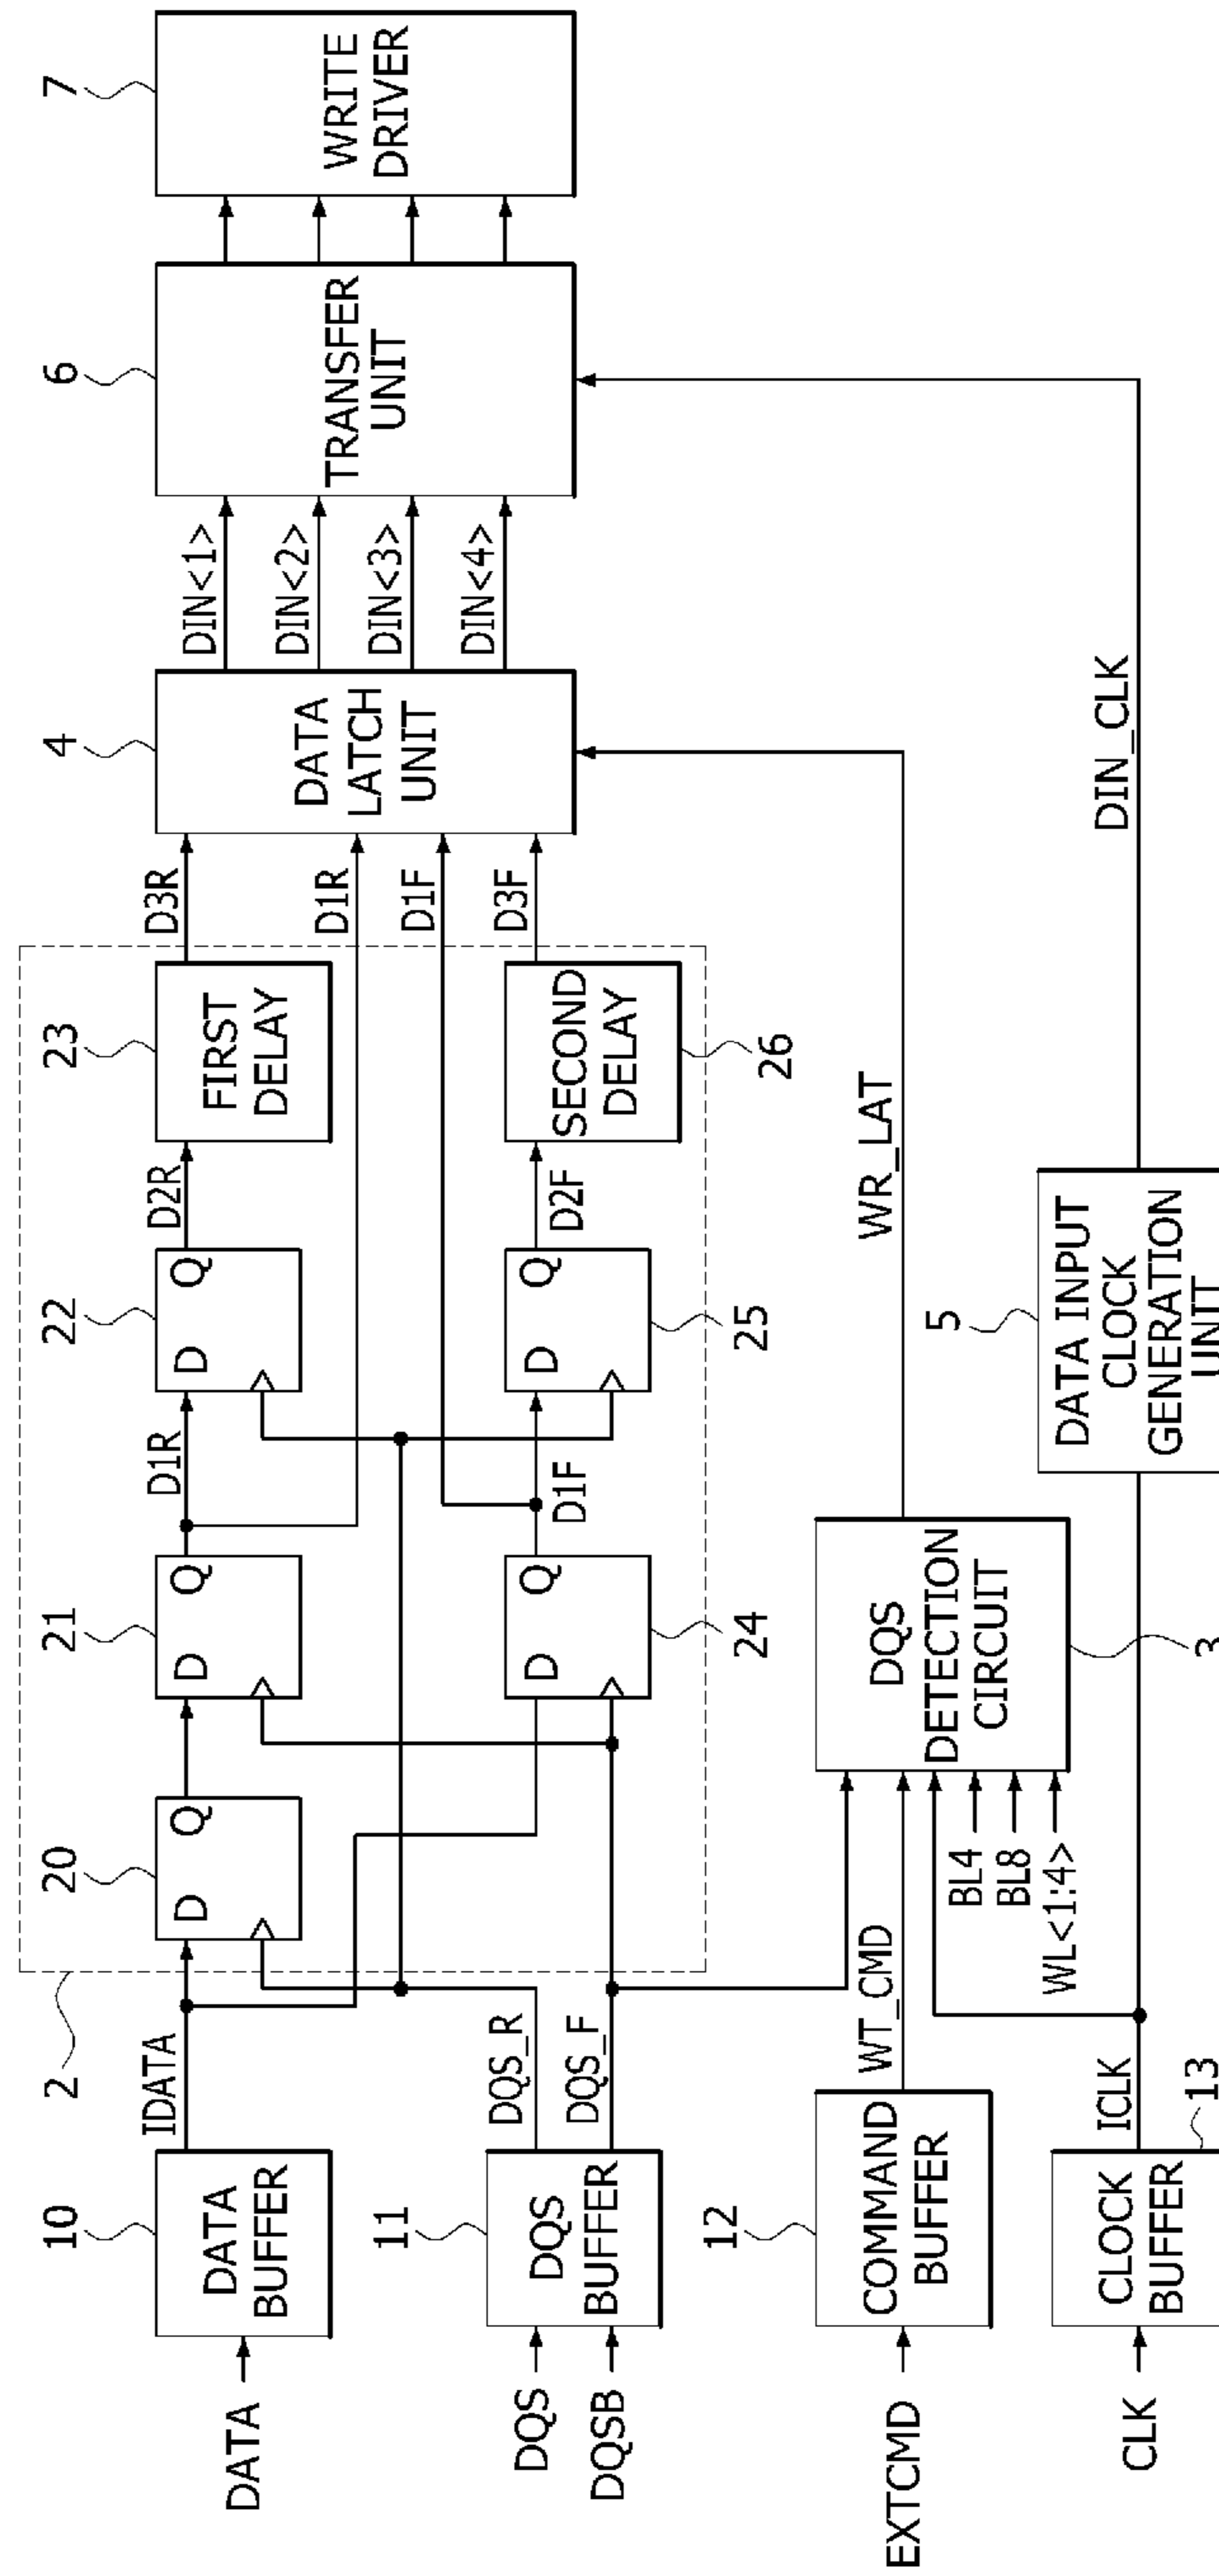 2
20
21
22
23
4
6
7
10
DATA
DATA
BUFFER
IDATA
D
Q
D
Q
D1R
D
Q
D2R
FIRST
DELAY
D3R
D1R
D1F
D3F
DATA
LATCH
UNIT
DIN<1>
DIN<2>
DIN<3>
DIN<4>
TRANSFER
UNIT
WRITE
DRIVER
11
DQS
DQSB
DQS
BUFFER
DQS_R
DQS_F
D
Q
24
D1F
D
Q
25
D2F
SECOND
DELAY
26
12
EXTCMD
COMMAND
BUFFER
WT_CMD
BL4
BL8
WL<1:4>
DQS
DETECTION
CIRCUIT
3
WR_LAT
CLK
CLOCK
BUFFER
13
ICLK
5
DATA INPUT
CLOCK
GENERATION
UNIT
DIN_CLK